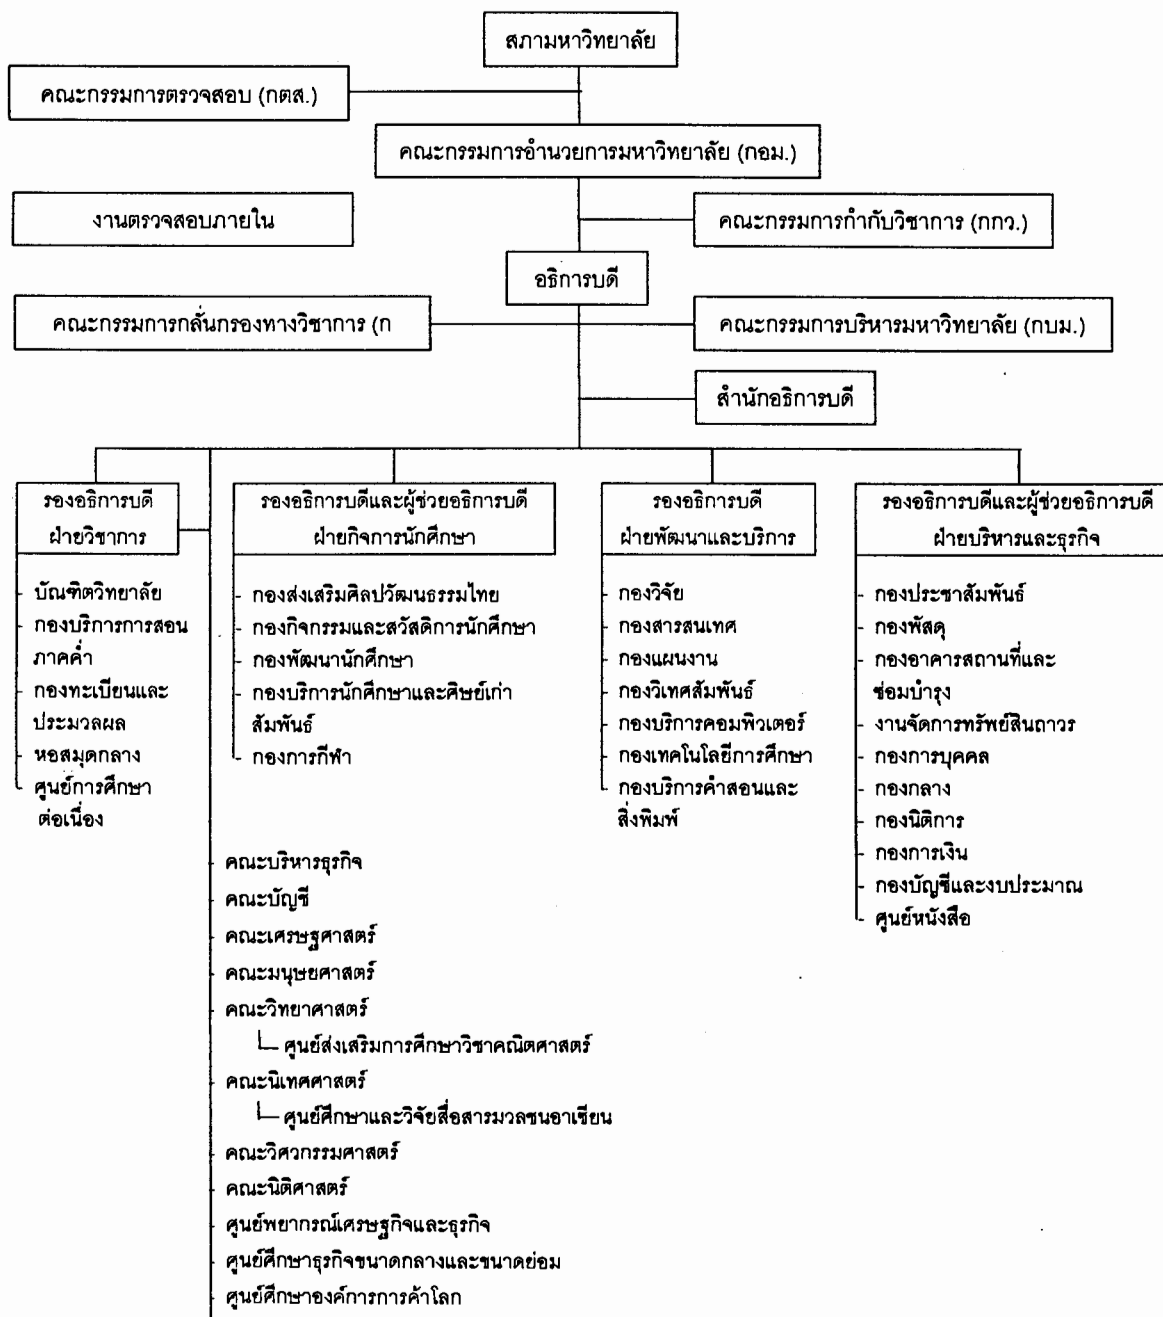 สภามหาวิทยาลัย
คณะกรรมการตรวจสอบ (กตส.)
คณะกรรมการอำนวยการมหาวิทยาลัย (กอม.)
งานตรวจสอบภายใน
คณะกรรมการกำกับวิชาการ (กกว.)
อธิการบดี
คณะกรรมการกลั่นกรองทางวิชาการ (ก
คณะกรรมการบริหารมหาวิทยาลัย (กบม.)
สำนักอธิการบดี
รองอธิการบดี
ฝ่ายวิชาการ
- บัณฑิตวิทยาลัย
- กองบริการการสอน
ภาคค่ำ
- กองทะเบียนและ
ประมวลผล
- หอสมุดกลาง
- ศูนย์การศึกษา
ต่อเนื่อง
รองอธิการบดีและผู้ช่วยอธิการบดี
ฝ่ายกิจการนักศึกษา
- กองส่งเสริมศิลปวัฒนธรรมไทย
- กองกิจกรรมและสวัสดิการนักศึกษา
- กองพัฒนานักศึกษา
- กองบริการนักศึกษาและศิษย์เก่า
สัมพันธ์
- กองการกีฬา
รองอธิการบดี
ฝ่ายพัฒนาและบริการ
- กองวิจัย
- กองสารสนเทศ
- กองแผนงาน
- กองวิเทศสัมพันธ์
- กองบริการคอมพิวเตอร์
- กองเทคโนโลยีการศึกษา
- กองบริการคำสอนและ
สิ่งพิมพ์
รองอธิการบดีและผู้ช่วยอธิการบดี
ฝ่ายบริหารและธุรกิจ
- กองประชาสัมพันธ์
- กองพัสดุ
- กองอาคารสถานที่และ
ซ่อมบำรุง
- งานจัดการทรัพย์สินถาวร
- กองการบุคคล
- กองกลาง
- กองนิติการ
- กองการเงิน
- กองบัญชีและงบประมาณ
- ศูนย์หนังสือ
- คณะบริหารธุรกิจ
- คณะบัญชี
- คณะเศรษฐศาสตร์
- คณะมนุษยศาสตร์
- คณะวิทยาศาสตร์
ศูนย์ส่งเสริมการศึกษาวิชาคณิตศาสตร์
- คณะนิเทศศาสตร์
ศูนย์ศึกษาและวิจัยสื่อสารมวลชนอาเซียน
- คณะวิศวกรรมศาสตร์
- คณะนิติศาสตร์
- ศูนย์พยากรณ์เศรษฐกิจและธุรกิจ
- ศูนย์ศึกษาธุรกิจขนาดกลางและขนาดย่อม
- ศูนย์ศึกษาองค์การการค้าโลก